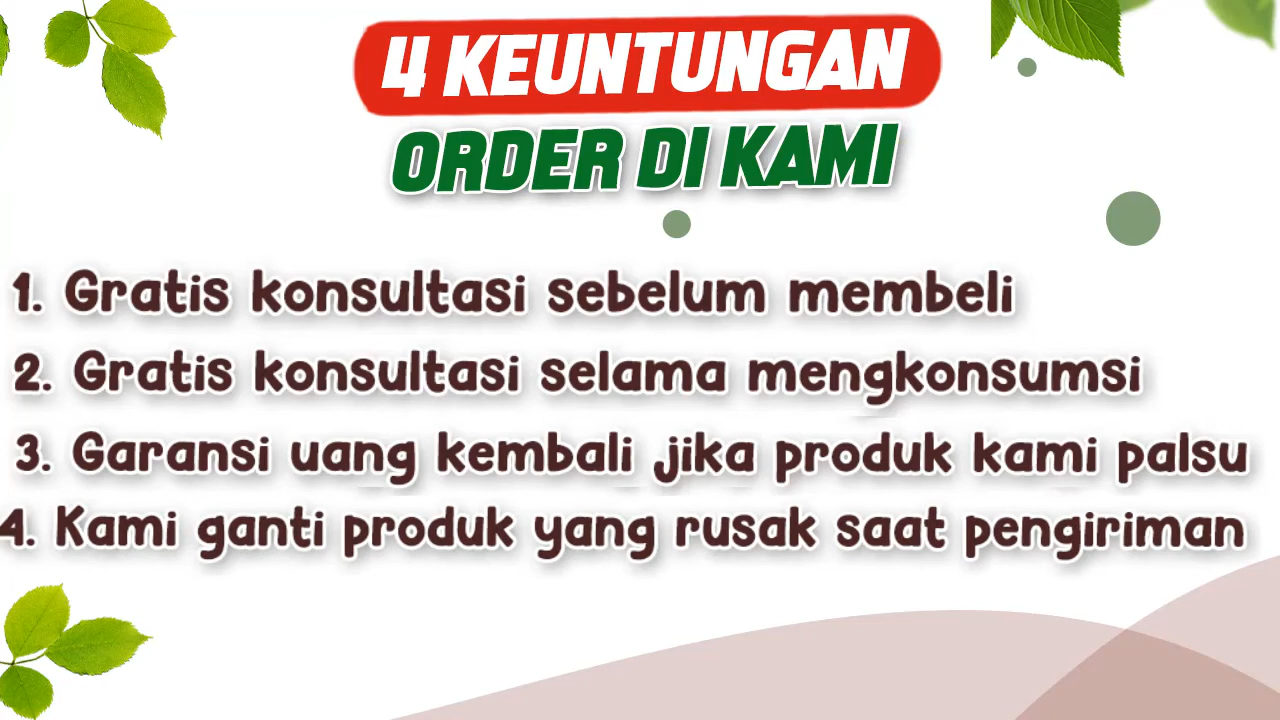 4 KEUNTUNGAN
ORDER DI KAMI
1. Gratis konsultasi sebelum membeli
2. Gratis konsultasi selama mengkonsumsi
3. Garansi uang kembali jika produk kami palsu
4. Kami ganti produk yang rusak saat pengiriman